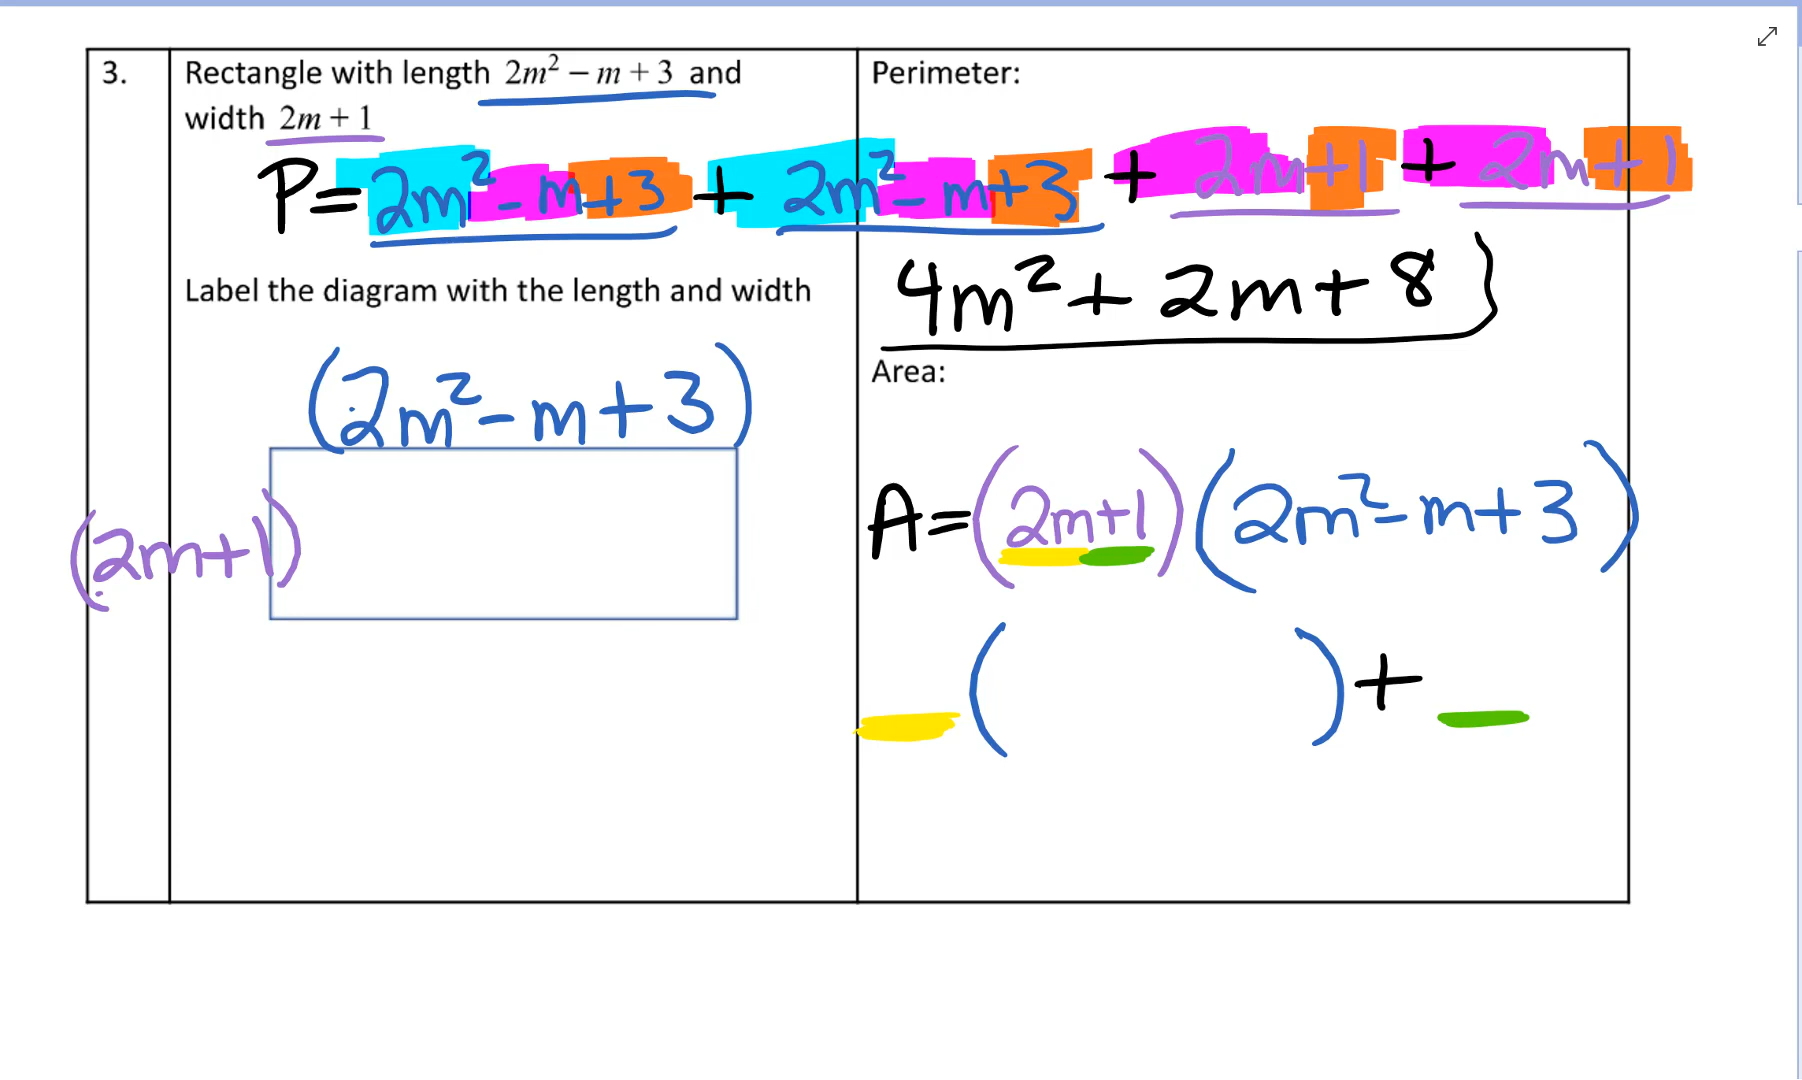 3.
Rectangle with length 2m² − m + 3 and
width 2m + 1
Perimeter:
P= 2m² - m+3 + 2m² - m+3 + 2m+1 + 2m+1
4m² + 2m + 8
Label the diagram with the length and width
(2m² - m + 3)
(2m+1)
Area:
A= (2m+1) (2m² - m + 3)
( ) +